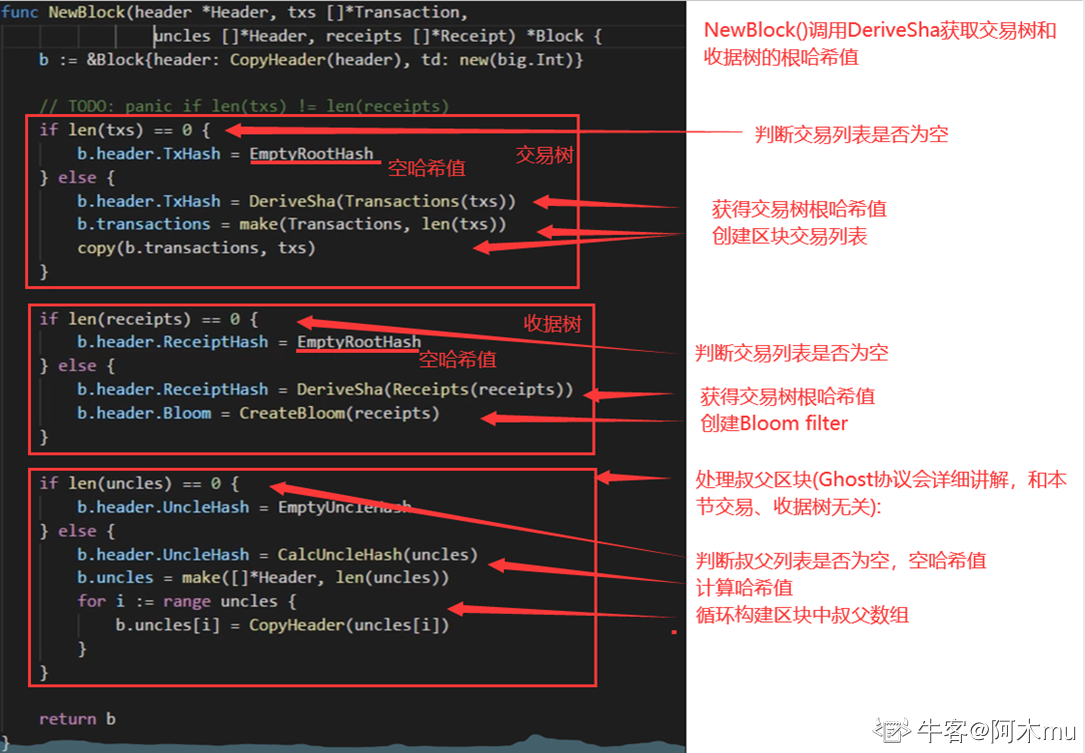 func NewBlock(header *Header, txs []*Transaction,
uncles []*Header, receipts []*Receipt) *Block {
b := &Block{header: CopyHeader(header), td: new(big.Int)}
// TODO: panic if len(txs) != len(receipts)
if len(txs) == 0 {
b.header.TxHash = EmptyRootHash
空哈希值
交易树
} else {
b.header.TxHash = DeriveSha(Transactions(txs))
b.transactions = make(Transactions, len(txs))
copy(b.transactions, txs)
}
if len(receipts) == 0 {
收据树
b.header.ReceiptHash = EmptyRootHash
空哈希值
} else {
b.header.ReceiptHash = DeriveSha(Receipts(receipts))
b.header.Bloom = CreateBloom(receipts)
}
if len(uncles) == 0 {
b.header.UncleHash = EmptyUncleHash
} else {
b.header.UncleHash = CalcUncleHash(uncles)
b.uncles = make([]*Header, len(uncles))
for i := range uncles {
b.uncles[i] = CopyHeader(uncles[i])
}
}
return b
}
NewBlock()调用DeriveSha获取交易树和
收据树的根哈希值
判断交易列表是否为空
获得交易树根哈希值
创建区块交易列表
判断交易列表是否为空
获得交易树根哈希值
创建Bloom filter
处理叔父区块(Ghost协议会详细讲解，和本
节交易、收据树无关):
判断叔父列表是否为空，空哈希值
计算哈希值
循环构建区块中叔父数组
牛客@阿木mu